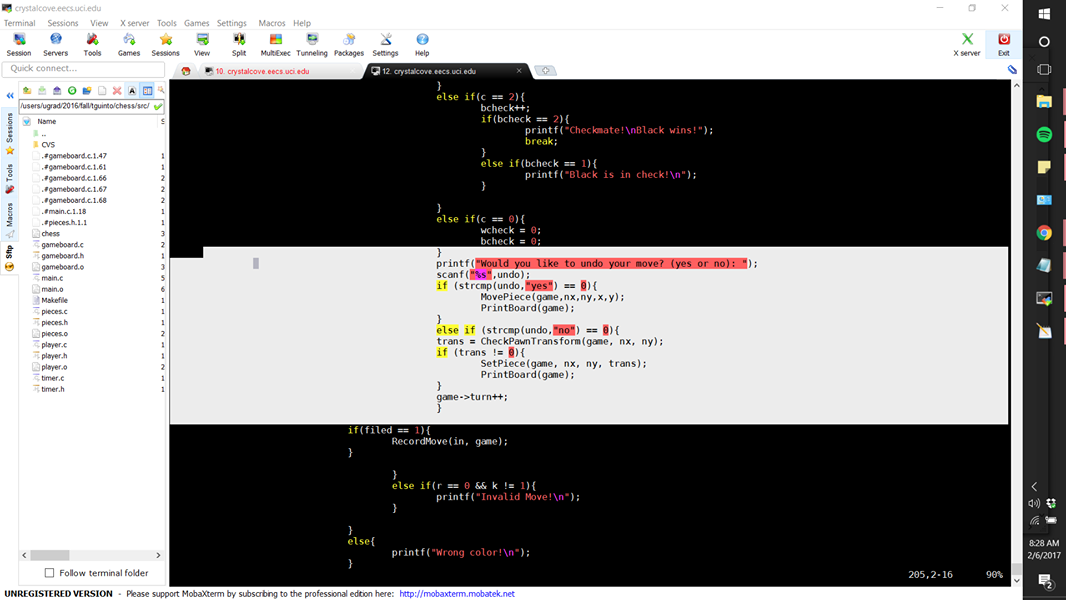 crystalcove.eecs.uci.edu
Terminal Sessions View X server Tools Games Settings Macros Help
Session Servers Tools Games Sessions View Split MultiExec Tunneling Packages Settings Help X server Exit
Quick connect...
10. crystalcove.eecs.uci.edu
12. crystalcove.eecs.uci.edu
/users/ugrad/2016/fall/tguinto/chess/src/
Sessions
Tools
Macros
Sftp
Name S
..
CVS
.#gameboard.c.1.47 1
.#gameboard.c.1.61 1
.#gameboard.c.1.66 1
.#gameboard.c.1.67 1
.#gameboard.c.1.68 1
.#main.c.1.18 1
.#pieces.h.1.1 1
chess 3
gameboard.c 2
gameboard.h 1
gameboard.o 3
main.c 1
main.o 1
Makefile 1
pieces.c 1
pieces.h 1
pieces.o 2
player.c 1
player.h 1
player.o 2
timer.c 1
timer.h 1
Follow terminal folder
}
else if(c == 2){
bcheck++;
if(bcheck == 2){
printf("Checkmate!\nBlack wins!");
break;
}
else if(bcheck == 1){
printf("Black is in check!\n");
}
}
else if(c == 0){
wcheck = 0;
bcheck = 0;
}
printf("Would you like to undo your move? (yes or no): ");
scanf("%s",undo);
if (strcmp(undo,"yes") == 0){
MovePiece(game,nx,ny,x,y);
PrintBoard(game);
}
else if (strcmp(undo,"no") == 0){
trans = CheckPawnTransform(game, nx, ny);
if (trans != 0){
SetPiece(game, nx, ny, trans);
PrintBoard(game);
}
game->turn++;
}
if(filed == 1){
RecordMove(in, game);
}
}
else if(r == 0 && k != 1){
printf("Invalid Move!\n");
}
}
else{
printf("Wrong color!\n");
}
205,2-16 90%
8:28 AM
2/6/2017
2
UNREGISTERED VERSION - Please support MobaXterm by subscribing to the professional edition here: http://mobaxterm.mobatek.net